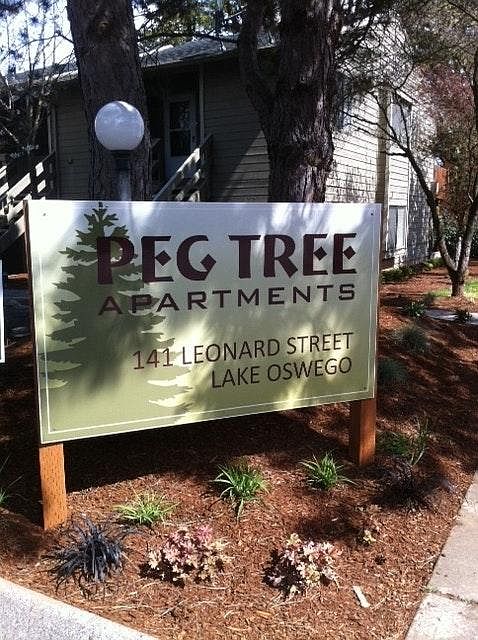 PEG TREE
APARTMENTS
141 LEONARD STREET
LAKE OSWEGO